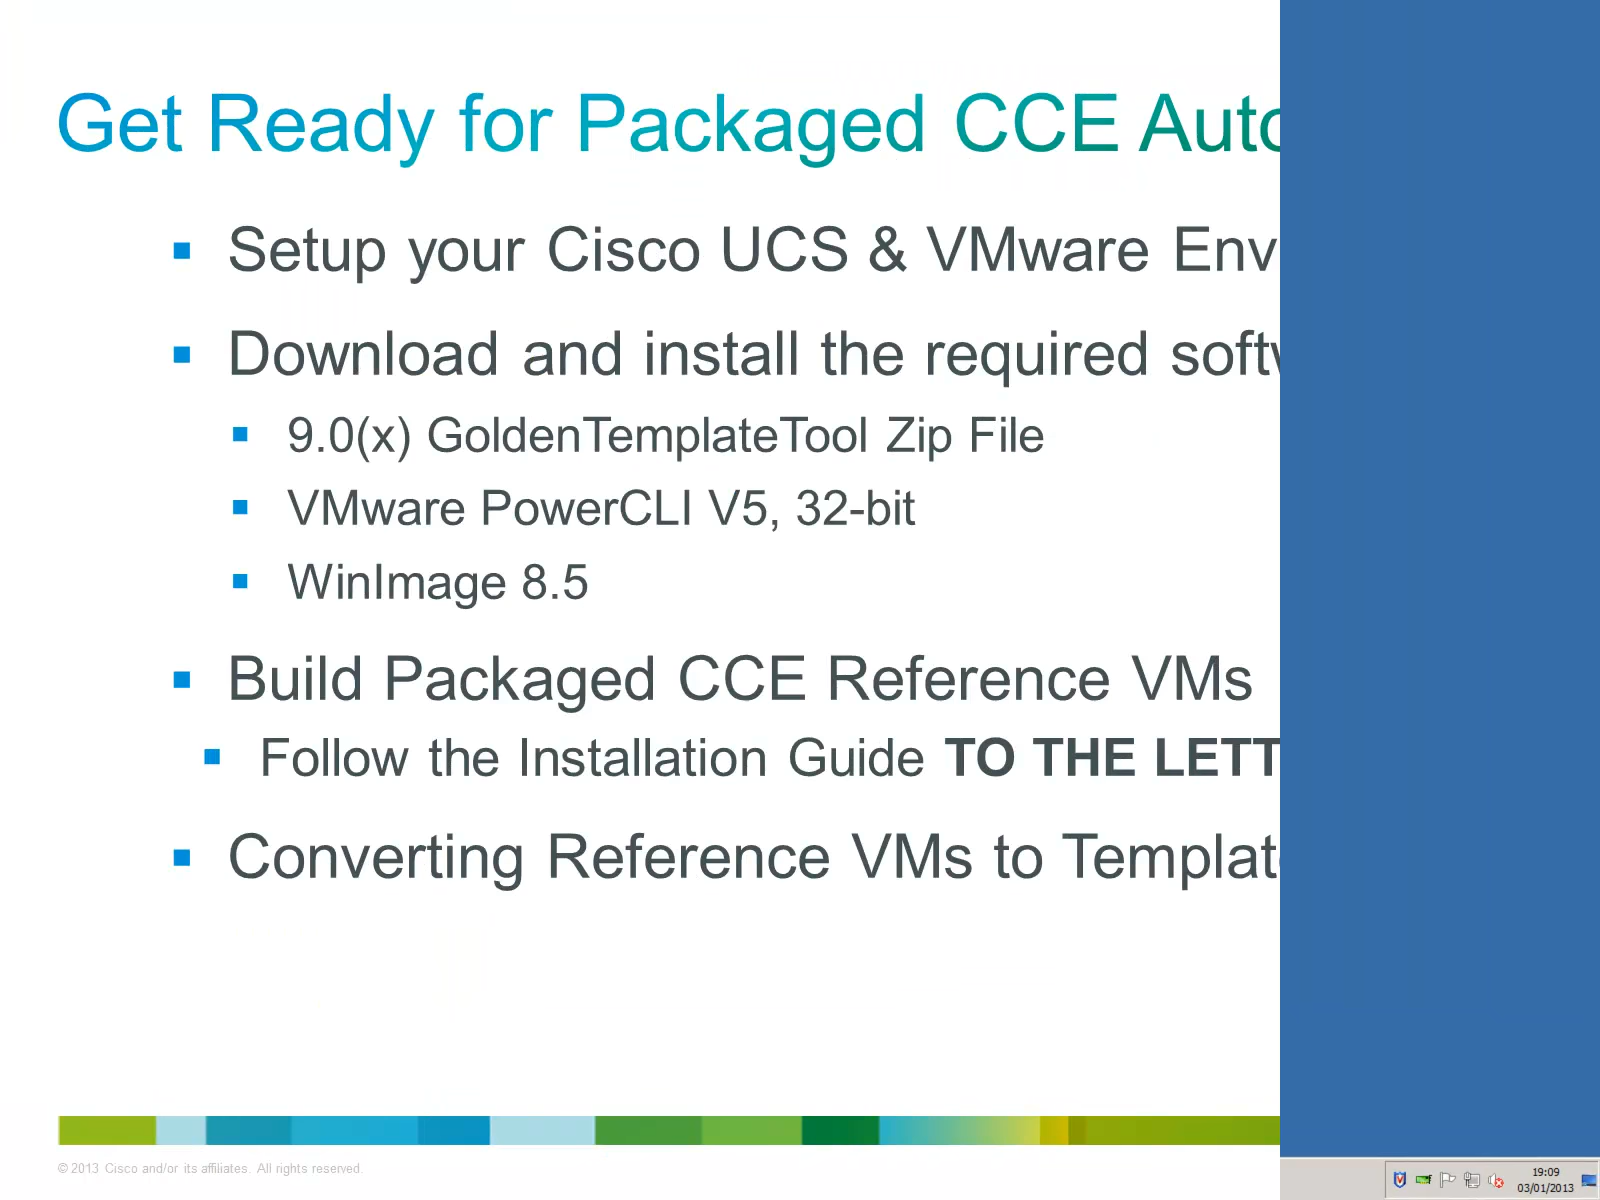 Get Ready for Packaged CCE Auto
Setup your Cisco UCS & VMware Env
Download and install the required soft
9.0(x) GoldenTemplateTool Zip File
VMware PowerCLI V5, 32-bit
WinImage 8.5
Build Packaged CCE Reference VMs
Follow the Installation Guide TO THE LETT
Converting Reference VMs to Templat
© 2013 Cisco and/or its affiliates. All rights reserved.
19:09
03/01/2013